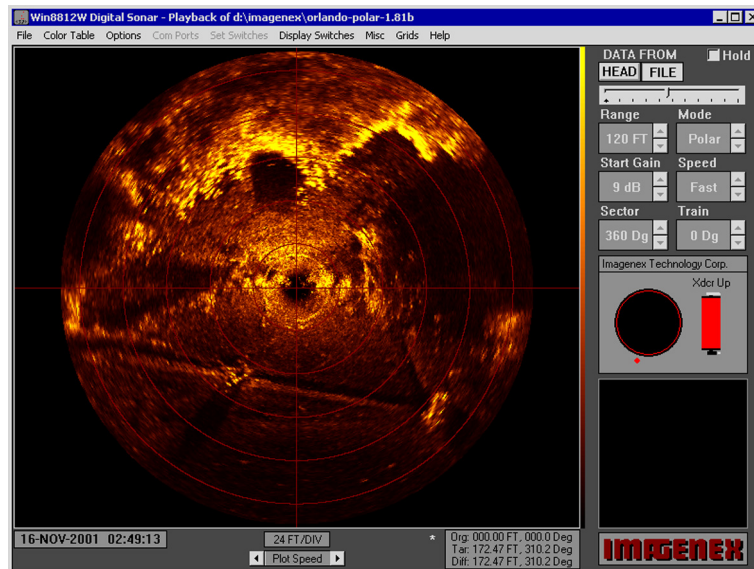 Win8812W Digital Sonar - Playback of d:\imagenex\orlando-polar-1.81b
File Color Table Options Com Ports Set Switches Display Switches Misc Grids Help
DATA FROM Hold
HEAD FILE
Range Mode
120 FT Polar
Start Gain Speed
9 dB Fast
Sector Train
360 Dg 0 Dg
Imagenex Technology Corp.
Xdcr Up
16-NOV-2001 02:49:13
24 FT/DIV
Plot Speed
*
Org: 000.00 FT, 000.0 Deg
Tar: 172.47 FT, 310.2 Deg
Diff: 172.47 FT, 310.2 Deg
IMAGENEX